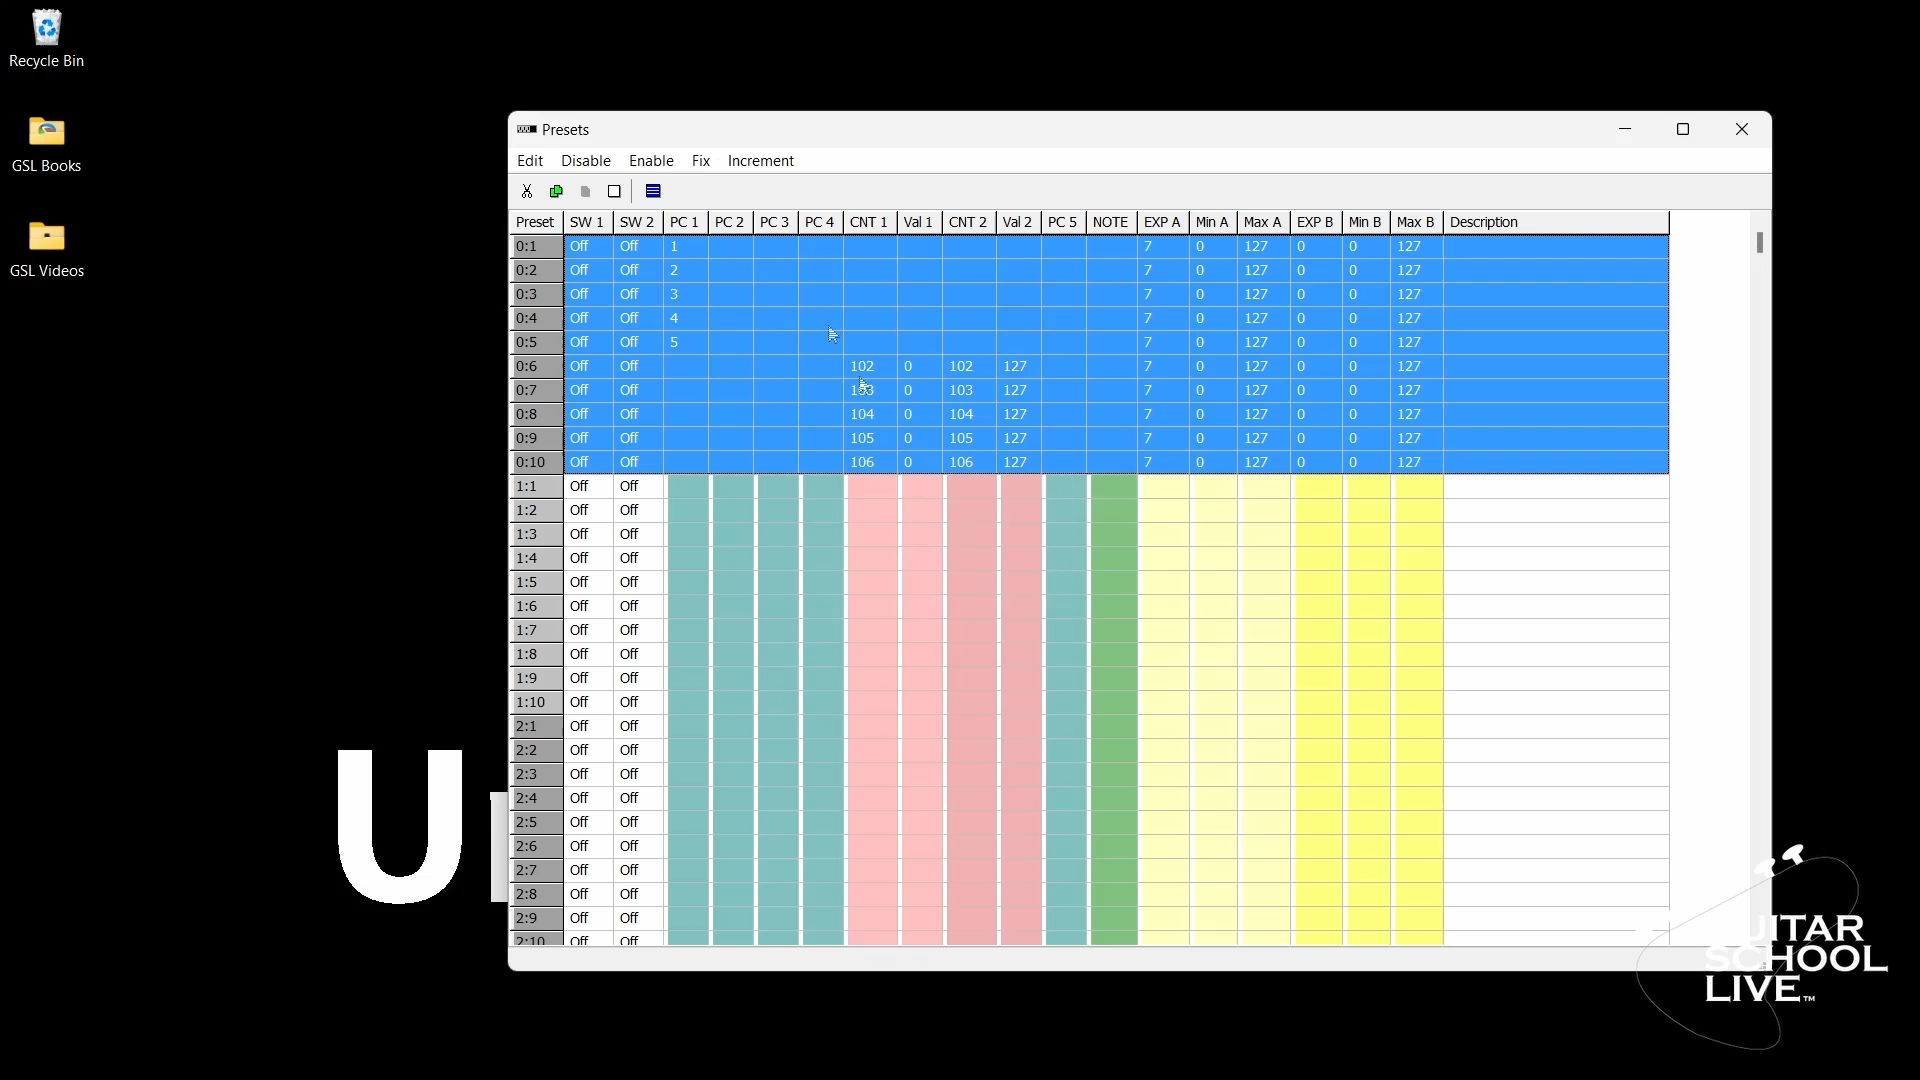 Recycle Bin
GSL Books
GSL Videos
Presets
Edit Disable Enable Fix Increment
Preset SW 1 SW 2 PC 1 PC 2 PC 3 PC 4 CNT 1 Val 1 CNT 2 Val 2 PC 5 NOTE EXP A Min A Max A EXP B Min B Max B Description
0:1 Off Off 1 7 0 127 0 0 127
0:2 Off Off 2 7 0 127 0 0 127
0:3 Off Off 3 7 0 127 0 0 127
0:4 Off Off 4 7 0 127 0 0 127
0:5 Off Off 5 7 0 127 0 0 127
0:6 Off Off 102 0 102 127 7 0 127 0 0 127
0:7 Off Off 103 0 103 127 7 0 127 0 0 127
0:8 Off Off 104 0 104 127 7 0 127 0 0 127
0:9 Off Off 105 0 105 127 7 0 127 0 0 127
0:10 Off Off 106 0 106 127 7 0 127 0 0 127
1:1 Off Off
1:2 Off Off
1:3 Off Off
1:4 Off Off
1:5 Off Off
1:6 Off Off
1:7 Off Off
1:8 Off Off
1:9 Off Off
1:10 Off Off
2:1 Off Off
2:2 Off Off
2:3 Off Off
2:4 Off Off
2:5 Off Off
2:6 Off Off
2:7 Off Off
2:8 Off Off
2:9 Off Off
2:10 Off Off
U
GUITAR
SCHOOL
LIVE™